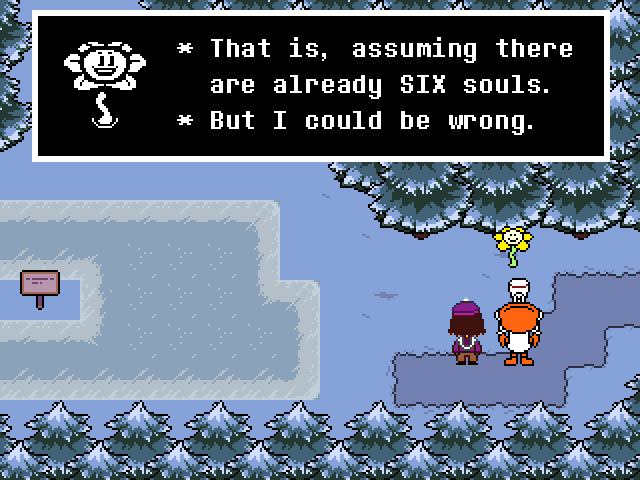 * That is, assuming there
are already SIX souls.
* But I could be wrong.